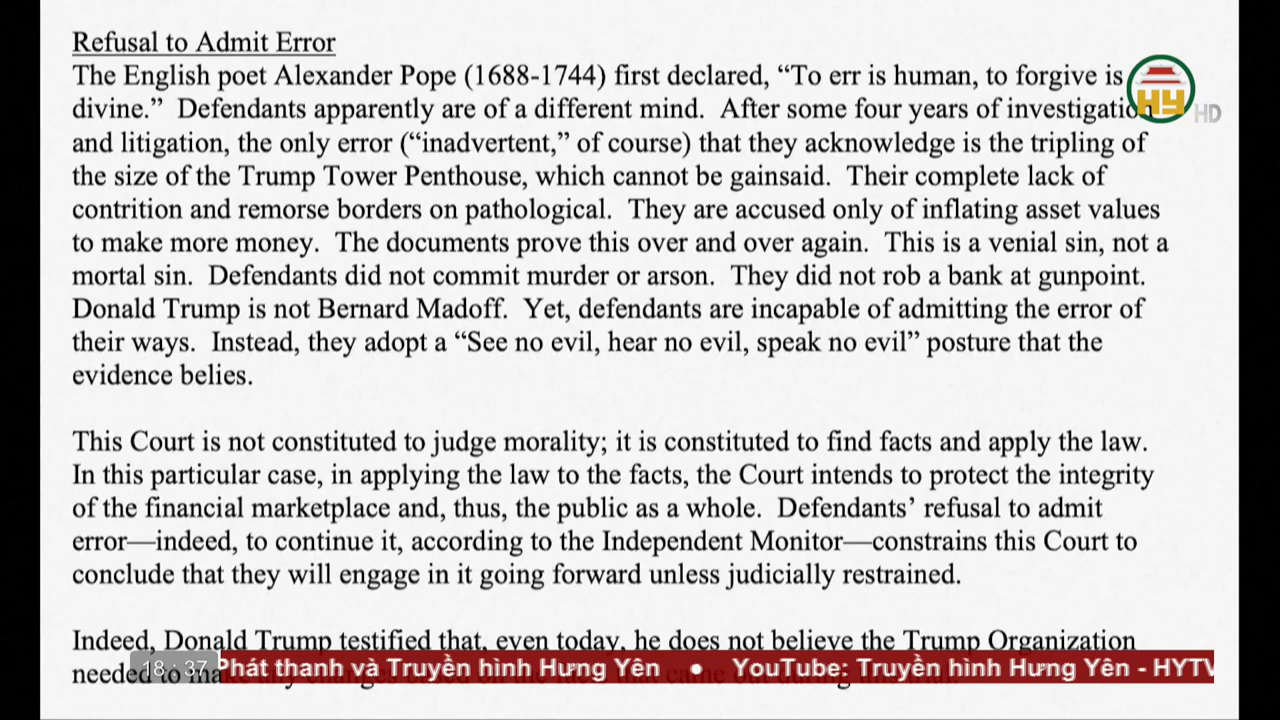 Refusal to Admit Error
The English poet Alexander Pope (1688-1744) first declared, “To err is human, to forgive is
divine.” Defendants apparently are of a different mind. After some four years of investigation
and litigation, the only error (“inadvertent,” of course) that they acknowledge is the tripling of
the size of the Trump Tower Penthouse, which cannot be gainsaid. Their complete lack of
contrition and remorse borders on pathological. They are accused only of inflating asset values
to make more money. The documents prove this over and over again. This is a venial sin, not a
mortal sin. Defendants did not commit murder or arson. They did not rob a bank at gunpoint.
Donald Trump is not Bernard Madoff. Yet, defendants are incapable of admitting the error of
their ways. Instead, they adopt a “See no evil, hear no evil, speak no evil” posture that the
evidence belies.
This Court is not constituted to judge morality; it is constituted to find facts and apply the law.
In this particular case, in applying the law to the facts, the Court intends to protect the integrity
of the financial marketplace and, thus, the public as a whole. Defendants’ refusal to admit
error—indeed, to continue it, according to the Independent Monitor—constrains this Court to
conclude that they will engage in it going forward unless judicially restrained.
Indeed, Donald Trump testified that, even today, he does not believe the Trump Organization
needed to
HY HD
18 : 37 Phát thanh và Truyền hình Hưng Yên ● YouTube: Truyền hình Hưng Yên - HYTV